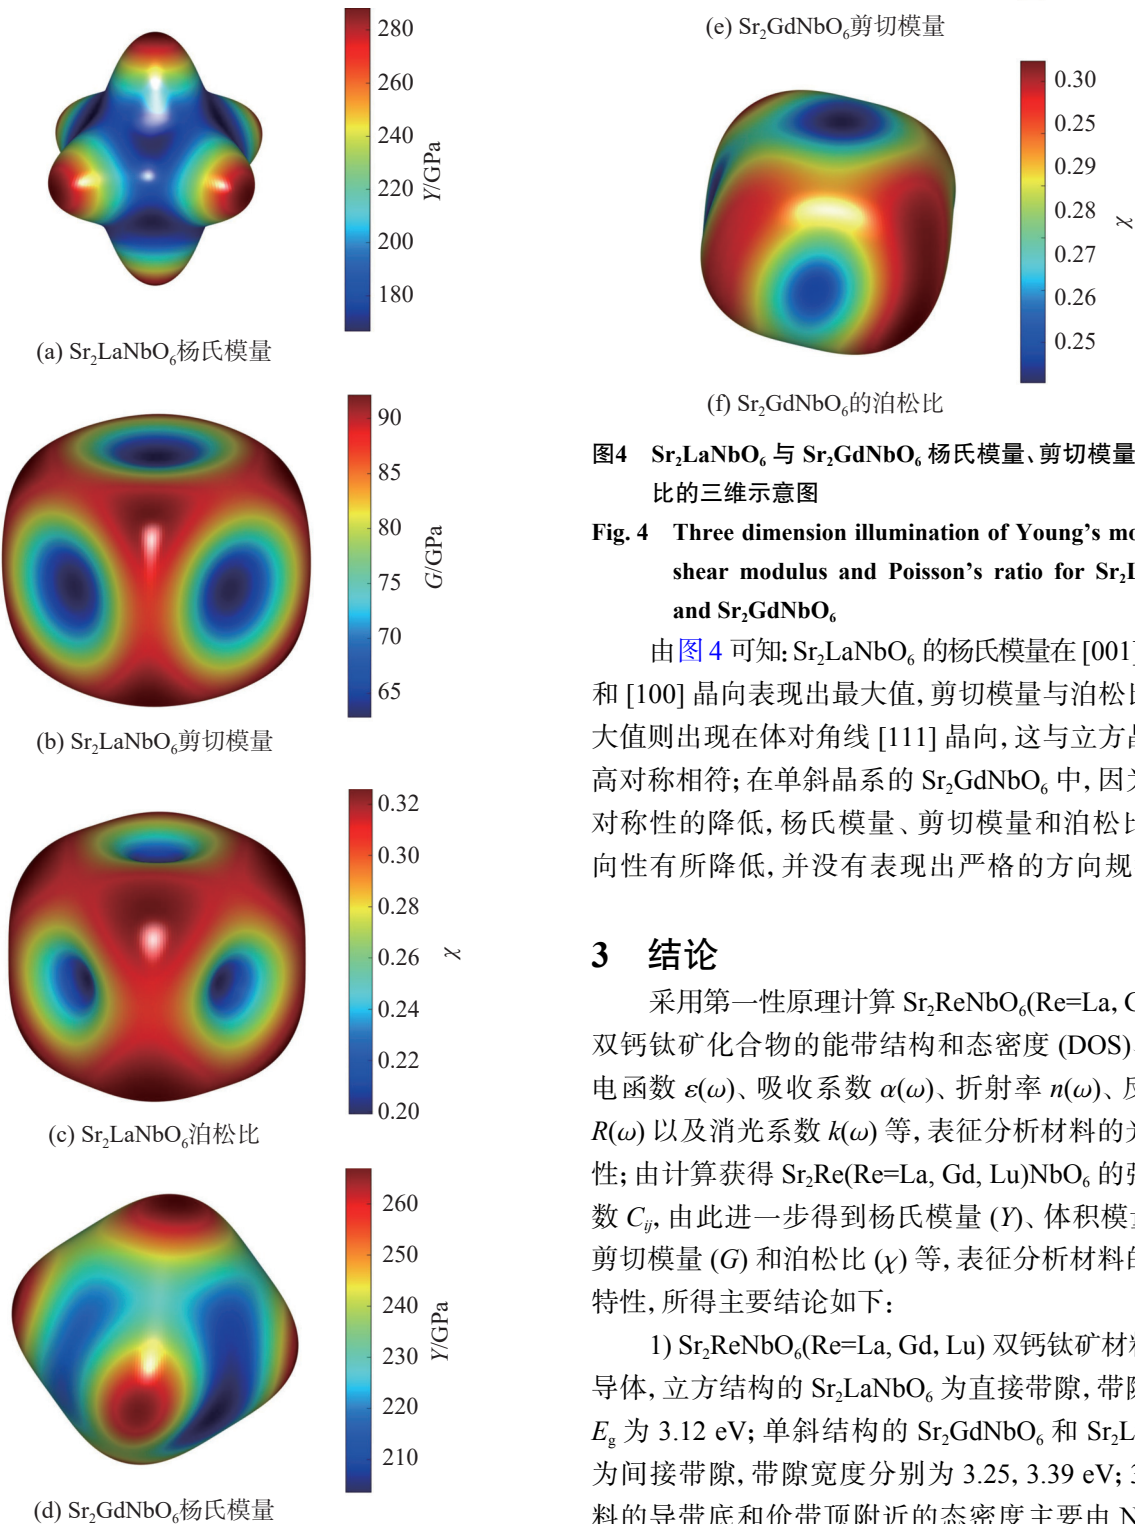 280
260
240
220
200
180
Y/GPa
(a) Sr₂LaNbO₆杨氏模量
90
85
80
75
70
65
G/GPa
(b) Sr₂LaNbO₆剪切模量
0.32
0.30
0.28
0.26
0.24
0.22
0.20
χ
(c) Sr₂LaNbO₆泊松比
260
250
240
230
220
210
Y/GPa
(d) Sr₂GdNbO₆杨氏模量
(e) Sr₂GdNbO₆剪切模量
0.30
0.25
0.29
0.28
0.27
0.26
0.25
χ
(f) Sr₂GdNbO₆的泊松比
图4 Sr₂LaNbO₆ 与 Sr₂GdNbO₆ 杨氏模量、剪切模量
比的三维示意图
Fig. 4 Three dimension illumination of Young's mo
shear modulus and Poisson's ratio for Sr₂L
and Sr₂GdNbO₆
由图 4 可知: Sr₂LaNbO₆ 的杨氏模量在 [001]
和 [100] 晶向表现出最大值, 剪切模量与泊松比
大值则出现在体对角线 [111] 晶向, 这与立方晶
高对称相符; 在单斜晶系的 Sr₂GdNbO₆ 中, 因为
对称性的降低, 杨氏模量、剪切模量和泊松比
向性有所降低, 并没有表现出严格的方向规
3 结论
采用第一性原理计算 Sr₂ReNbO₆(Re=La, G
双钙钛矿化合物的能带结构和态密度 (DOS)
电函数 ε(ω)、吸收系数 α(ω)、折射率 n(ω)、反
R(ω) 以及消光系数 k(ω) 等, 表征分析材料的光
性; 由计算获得 Sr₂Re(Re=La, Gd, Lu)NbO₆ 的弹
数 Cᵢⱼ, 由此进一步得到杨氏模量 (Y)、体积模量
剪切模量 (G) 和泊松比 (χ) 等, 表征分析材料的
特性, 所得主要结论如下:
1) Sr₂ReNbO₆(Re=La, Gd, Lu) 双钙钛矿材料
导体, 立方结构的 Sr₂LaNbO₆ 为直接带隙, 带隙
E_g 为 3.12 eV; 单斜结构的 Sr₂GdNbO₆ 和 Sr₂L
为间接带隙, 带隙宽度分别为 3.25, 3.39 eV; 3
料的导带底和价带顶附近的态密度主要由 N